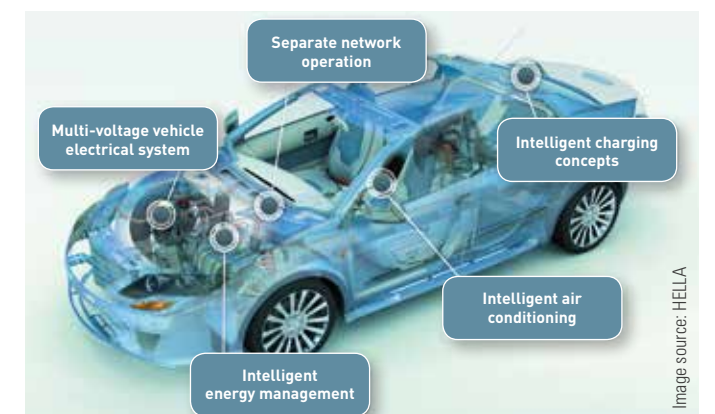 Separate network
operation
Multi-voltage vehicle
electrical system
Intelligent charging
concepts
Intelligent air
conditioning
Intelligent
energy management
Image source: HELLA